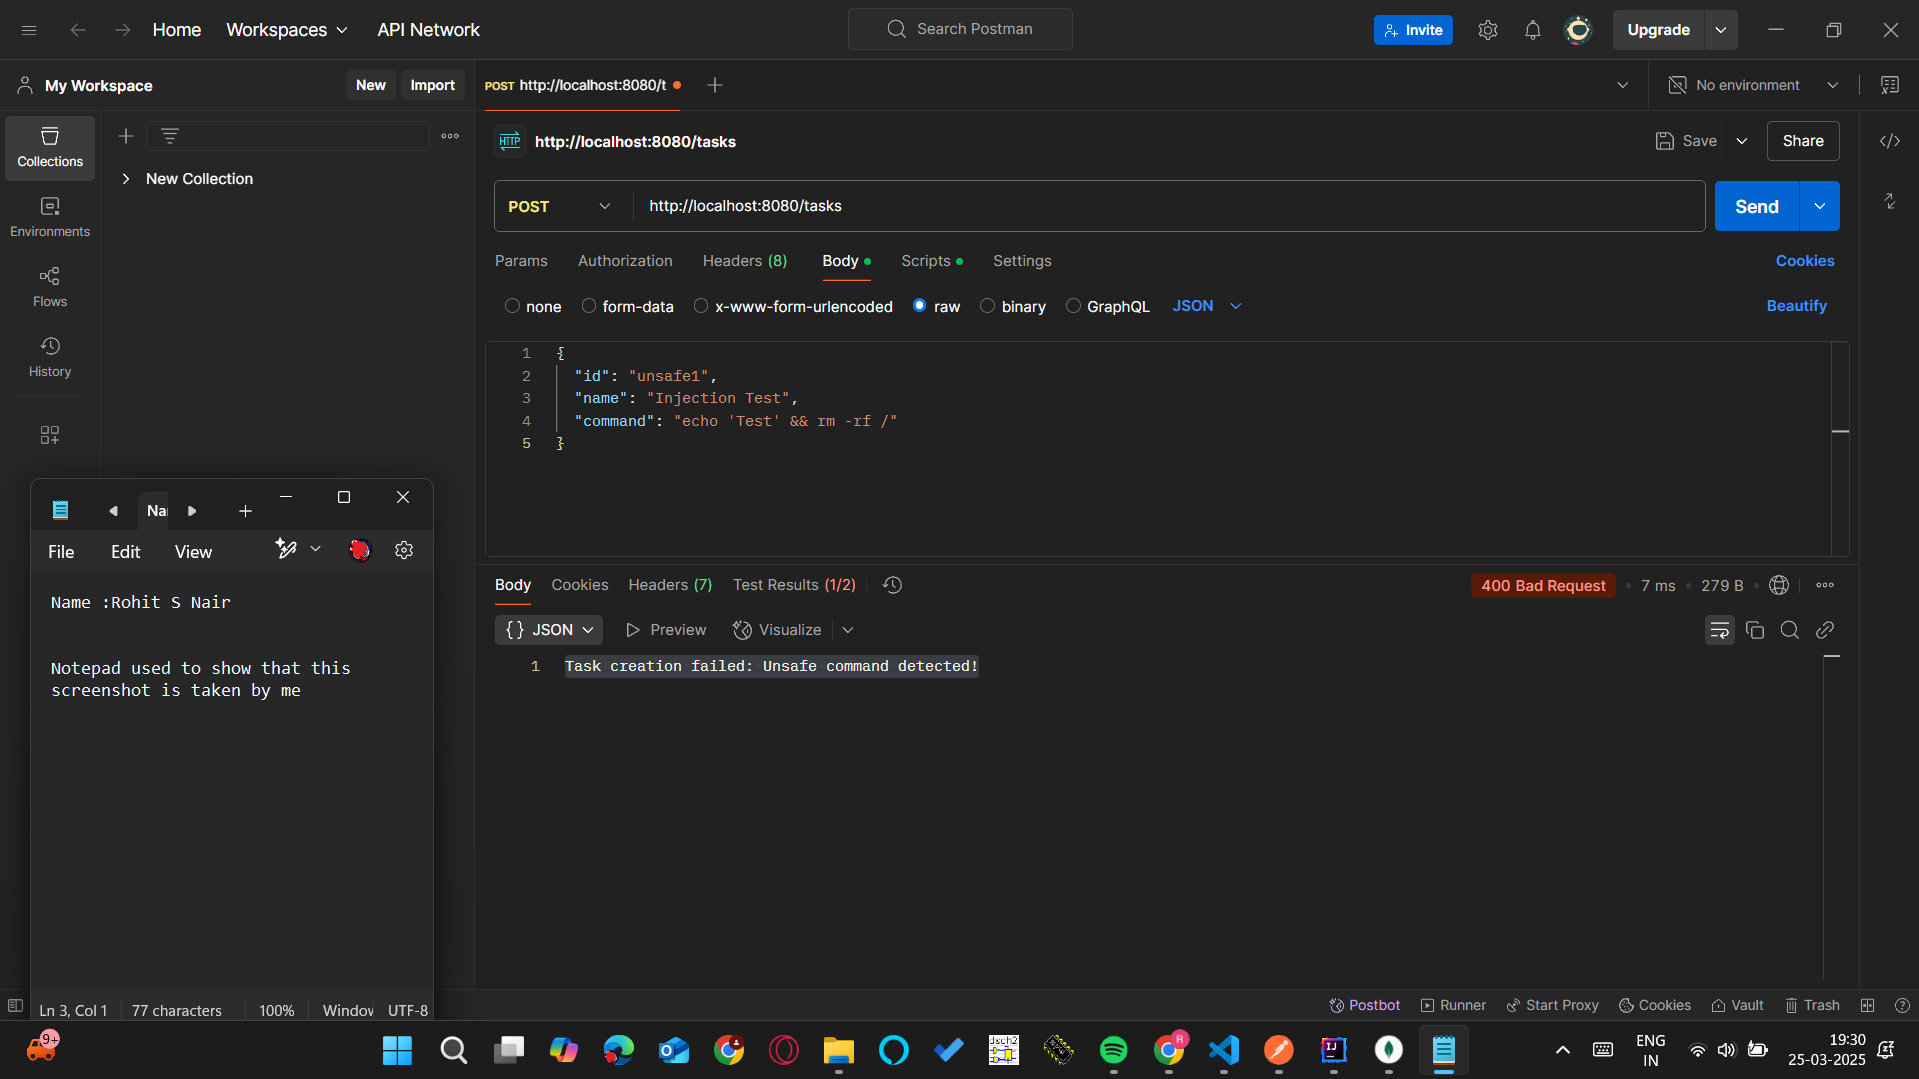 Home
Workspaces
API Network
Search Postman
Invite
Upgrade
My Workspace
New
Import
POST http://localhost:8080/t
No environment
Collections
New Collection
Environments
Flows
History
HTTP http://localhost:8080/tasks
Save
Share
POST
http://localhost:8080/tasks
Send
Params
Authorization
Headers (8)
Body
Scripts
Settings
Cookies
none
form-data
x-www-form-urlencoded
raw
binary
GraphQL
JSON
Beautify
1 {
2 "id": "unsafe1",
3 "name": "Injection Test",
4 "command": "echo 'Test' && rm -rf /"
5 }
Body
Cookies
Headers (7)
Test Results (1/2)
400 Bad Request
7 ms
279 B
{} JSON
Preview
Visualize
1 Task creation failed: Unsafe command detected!
Na
File
Edit
View
Name :Rohit S Nair
Notepad used to show that this
screenshot is taken by me
Ln 3, Col 1
77 characters
100%
Window
UTF-8
Postbot
Runner
Start Proxy
Cookies
Vault
Trash
9+
dsch2
R
IJ
ENG
IN
19:30
25-03-2025